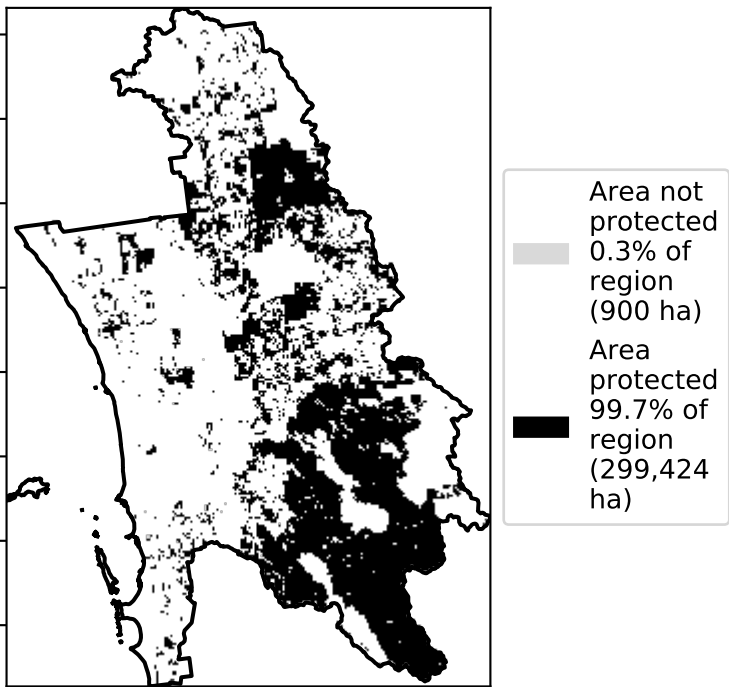 Area not
protected
0.3% of
region
(900 ha)
Area
protected
99.7% of
region
(299,424
ha)